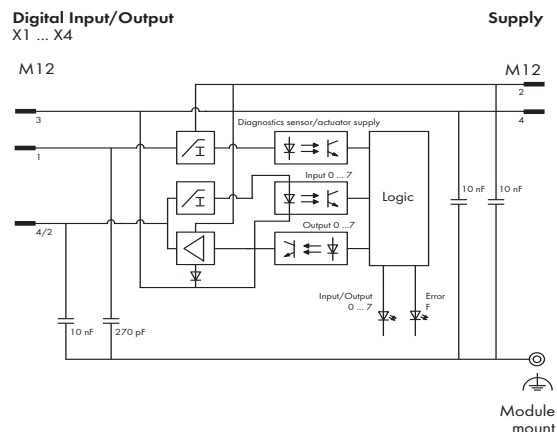 Digital Input/Output
X1 ... X4
Supply
M12
M12
2
3
4
Diagnostics sensor/actuator supply
1
I
Input 0 ... 7
Logic
10 nF
10 nF
I
4/2
Output 0 ...7
Input/Output
0 ... 7
Error
F
10 nF
270 pF
Module
mount